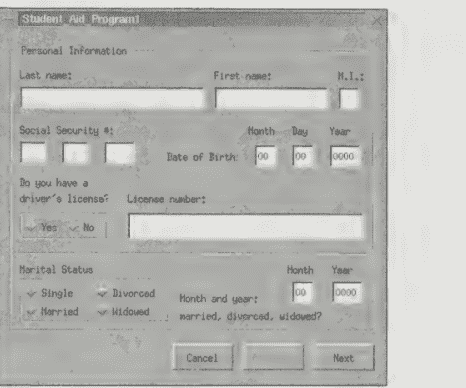 Student Aid Program!
Personal Information
Last name: First name: M.I.:
Social Security #: Month Day Year
Date of Birth: 00 00 0000
Do you have a
driver's license? License number:
Yes No
Marital Status Month Year
Single Divorced Month and year: 00 0000
Married Widowed married, divorced, widowed?
Cancel Next